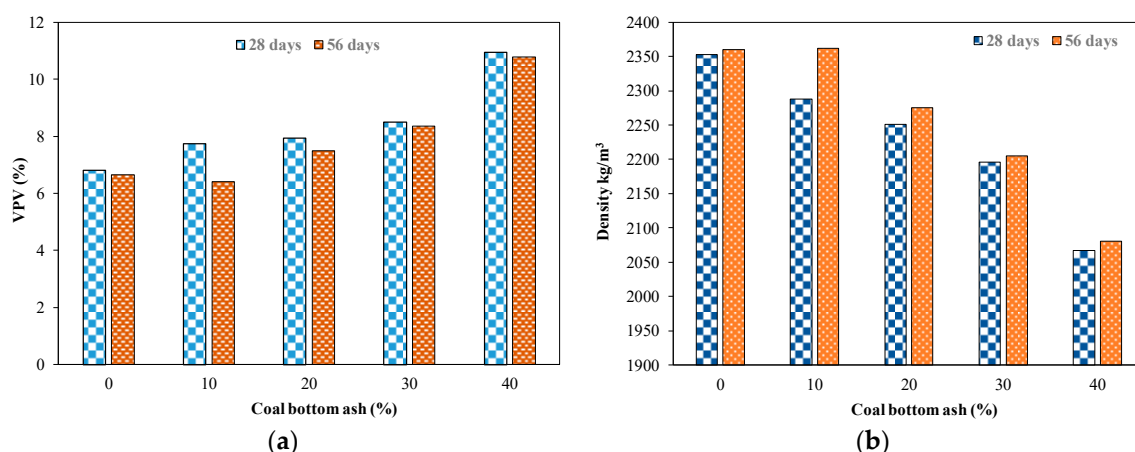 12
10
8
6
4
2
0
VPV (%)
28 days 56 days
0 10 20 30 40
Coal bottom ash (%)
(a)
2400
2350
2300
2250
2200
2150
2100
2050
2000
1950
1900
Density kg/m³
28 days 56 days
0 10 20 30 40
Coal bottom ash (%)
(b)